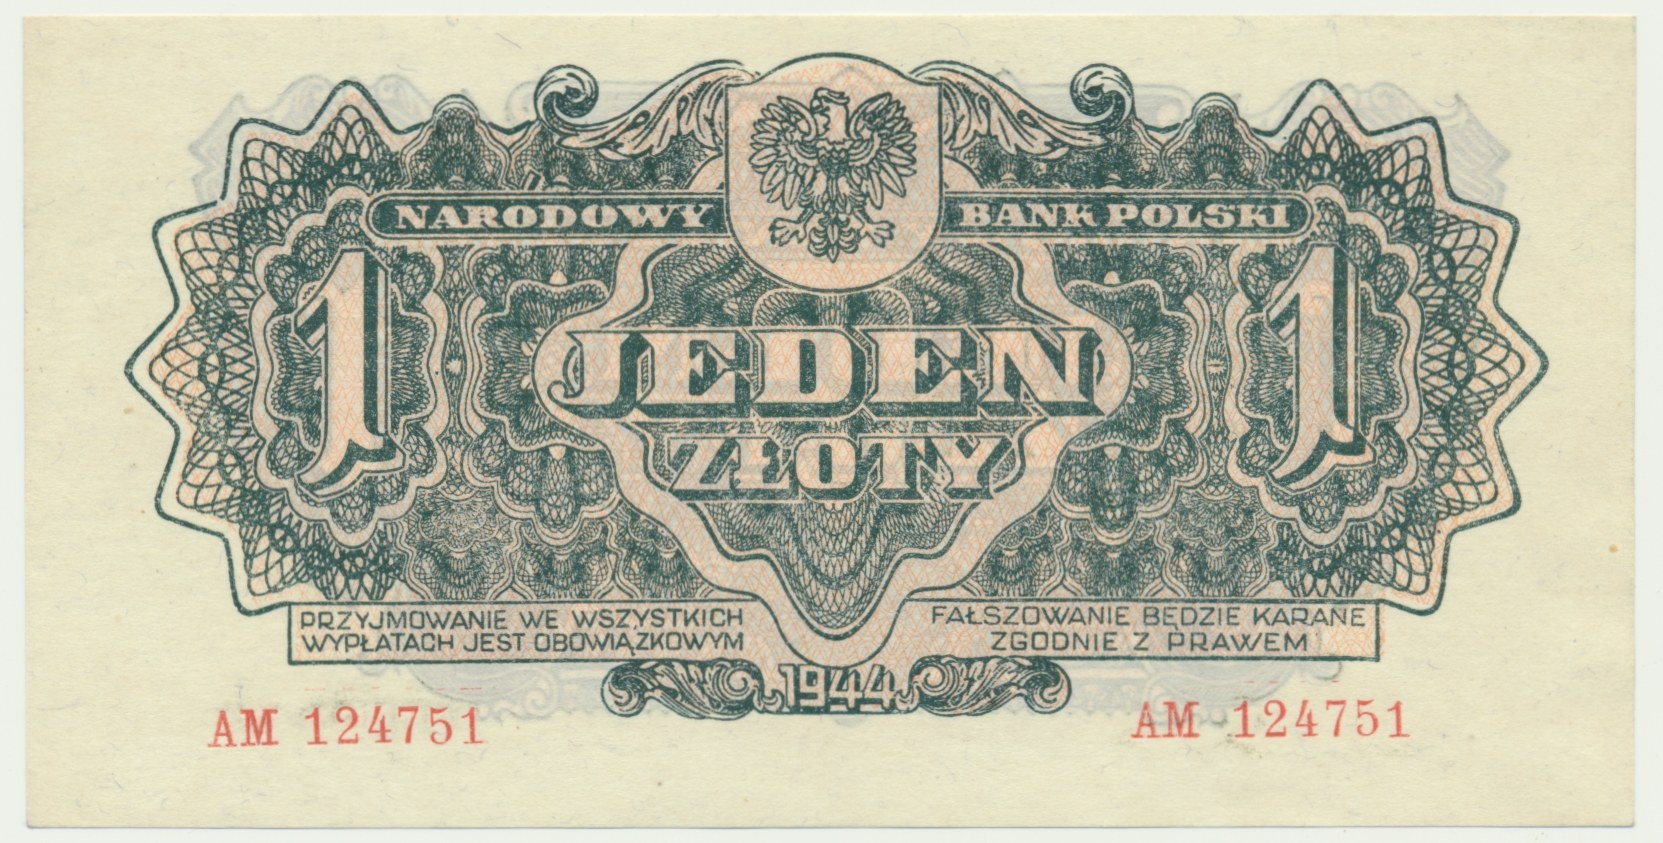 NARODOWY BANK POLSKI
1 1
JEDEN
ZŁOTY
PRZYJMOWANIE WE WSZYSTKICH
WYPŁATACH JEST OBOWIĄZKOWYM
FAŁSZOWANIE BĘDZIE KARANE
ZGODNIE Z PRAWEM
1944
AM 124751
AM 124751